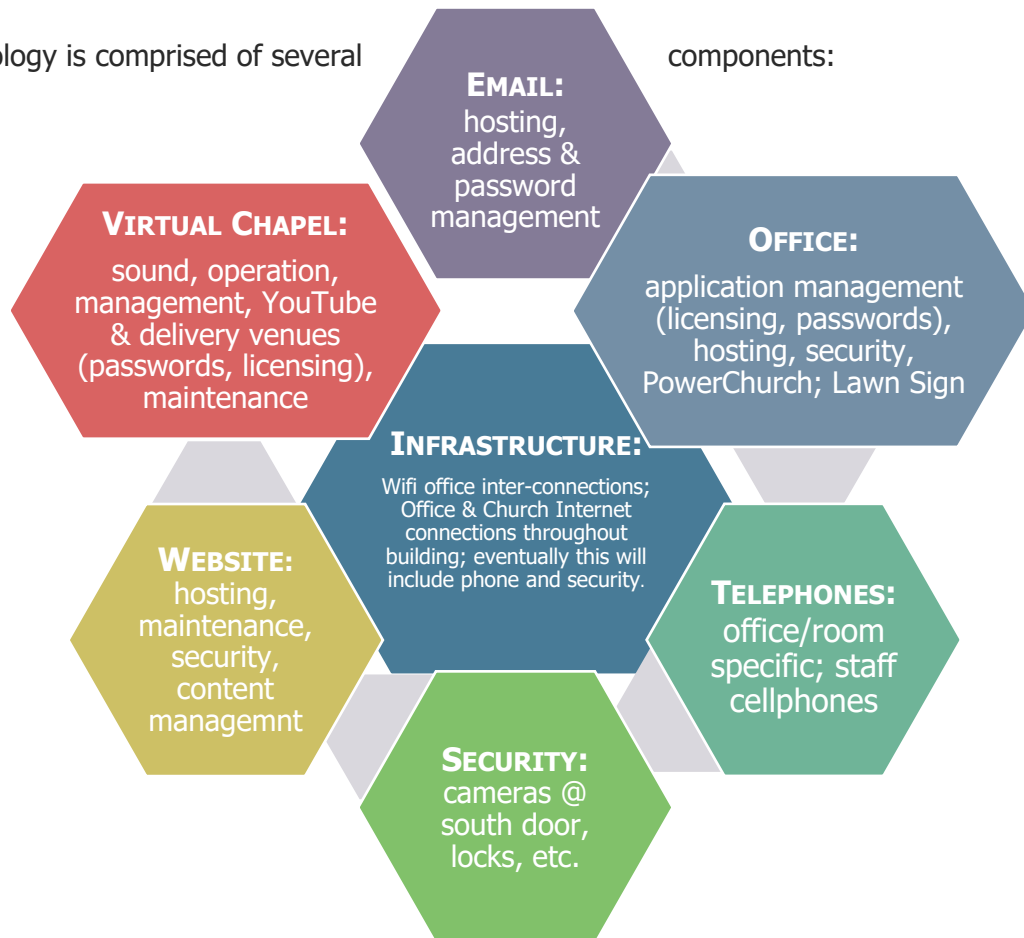 ology is comprised of several components:
EMAIL:
hosting,
address &
password
management
VIRTUAL CHAPEL:
sound, operation,
management, YouTube
& delivery venues
(passwords, licensing),
maintenance
OFFICE:
application management
(licensing, passwords),
hosting, security,
PowerChurch; Lawn Sign
INFRASTRUCTURE:
Wifi office inter-connections;
Office & Church Internet
connections throughout
building; eventually this will
include phone and security.
WEBSITE:
hosting,
maintenance,
security,
content
managemnt
TELEPHONES:
office/room
specific; staff
cellphones
SECURITY:
cameras @
south door,
locks, etc.